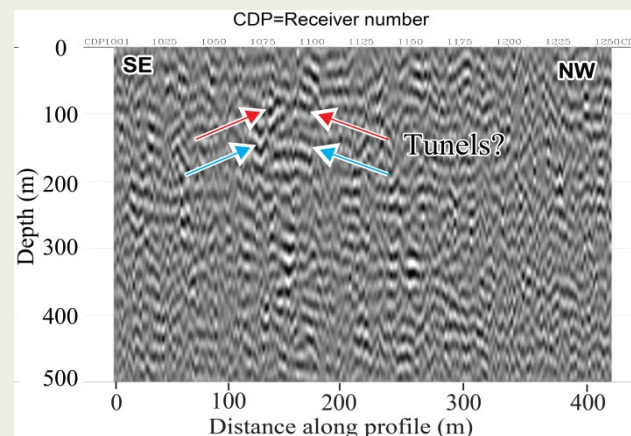 CDP=Receiver number
CDP1001 1025 1050 1075 1100 1125 1150 1175 1200 1225 1250CD
SE
NW
Tunels?
Depth (m)
0
100
200
300
400
500
0 100 200 300 400
Distance along profile (m)